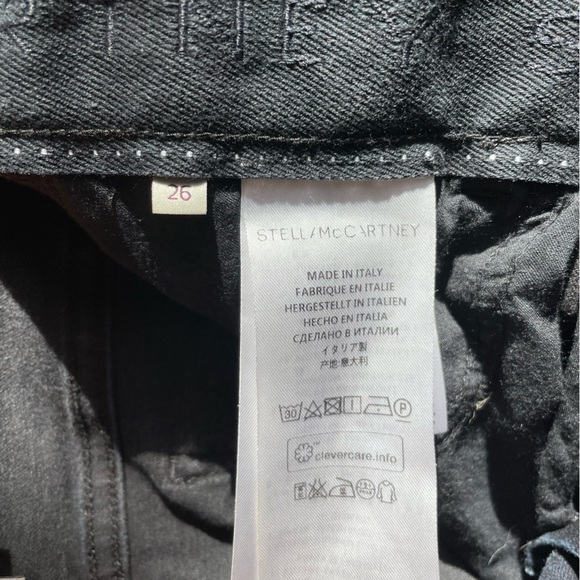 26
STELLA McCARTNEY
MADE IN ITALY
FABRIQUE EN ITALIE
HERGESTELLT IN ITALIEN
HECHO EN ITALIA
СДЕЛАНО В ИТАЛИИ
イタリア製
产地:意大利
30 P
clevercare.info